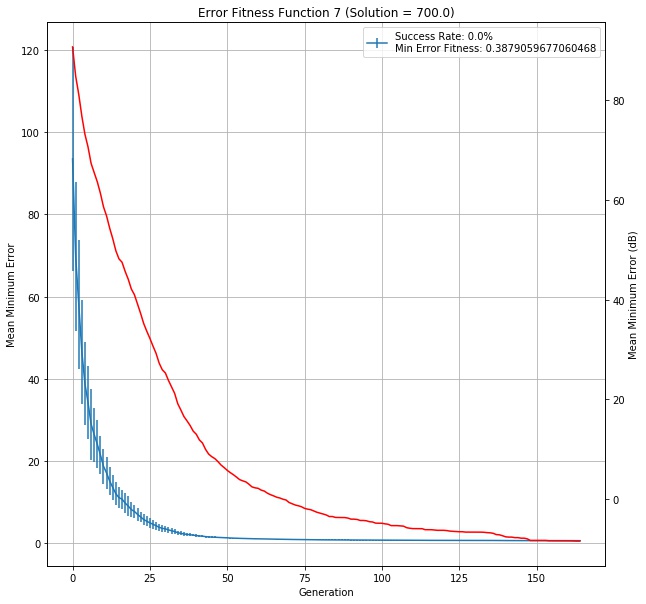 Error Fitness Function 7 (Solution = 700.0)
Success Rate: 0.0%
Min Error Fitness: 0.3879059677060468
120
100
80
60
40
20
0
Mean Minimum Error
80
60
40
20
0
Mean Minimum Error (dB)
0 25 50 75 100 125 150
Generation